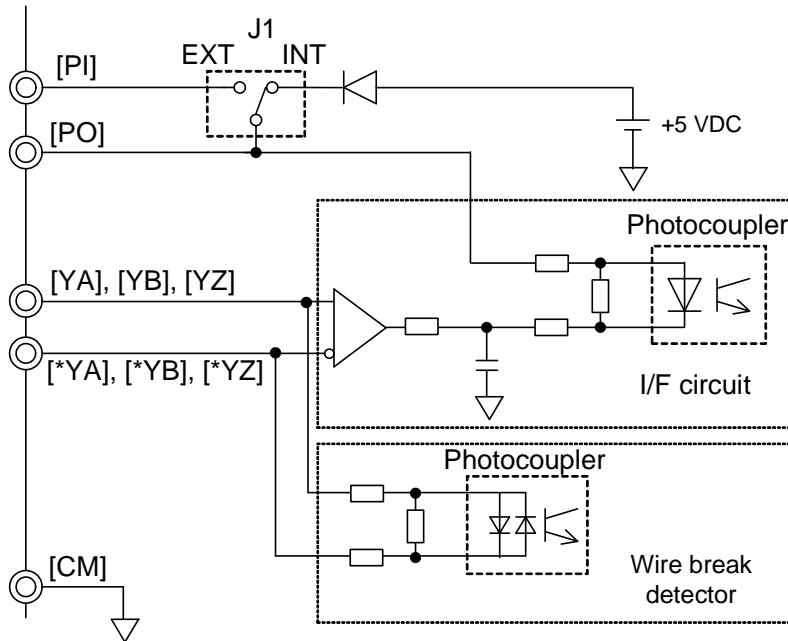 J1
EXT INT
[PI]
[PO]
+5 VDC
Photocoupler
[YA], [YB], [YZ]
[*YA], [*YB], [*YZ]
I/F circuit
Photocoupler
[CM]
Wire break
detector